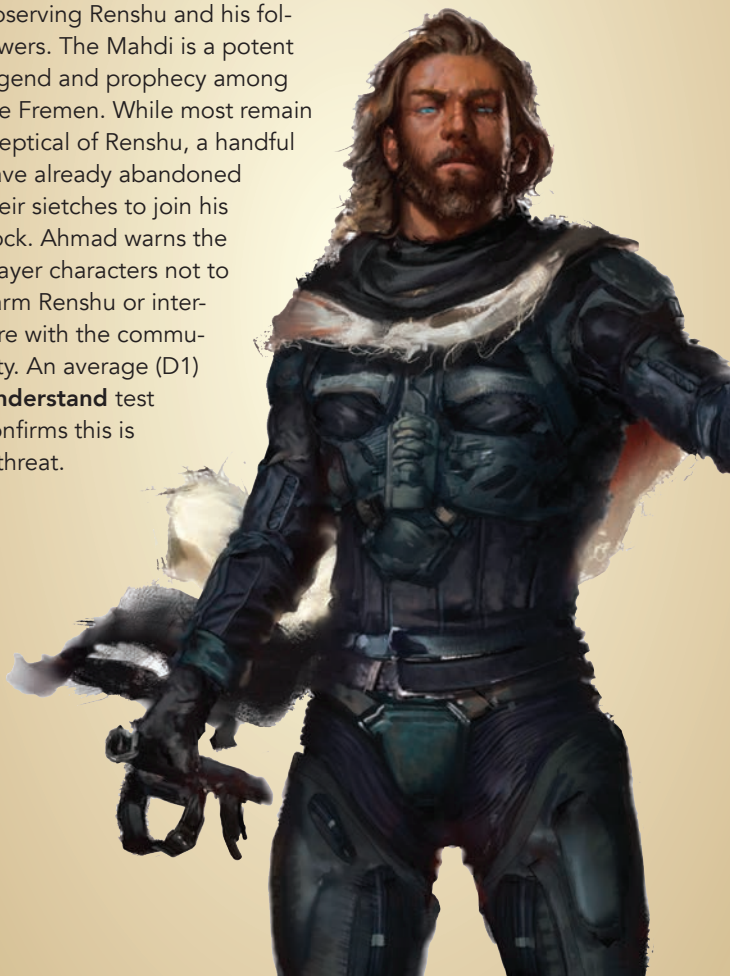 oserving Renshu and his fol-
wers. The Mahdi is a potent
gend and prophecy among
e Fremen. While most remain
eptical of Renshu, a handful
ave already abandoned
eir sietches to join his
ock. Ahmad warns the
ayer characters not to
arm Renshu or inter-
re with the commu-
ty. An average (D1)
nderstand test
onfirms this is
threat.